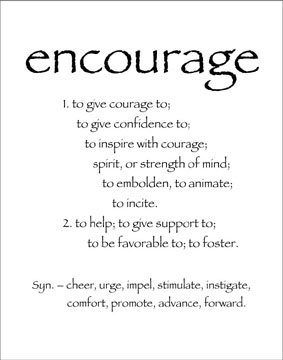 encourage
1. to give courage to;
to give confidence to;
to inspire with courage;
spirit, or strength of mind;
to embolden, to animate;
to incite.
2. to help; to give support to;
to be favorable to; to foster.
Syn. – cheer, urge, impel, stimulate, instigate,
comfort, promote, advance, forward.